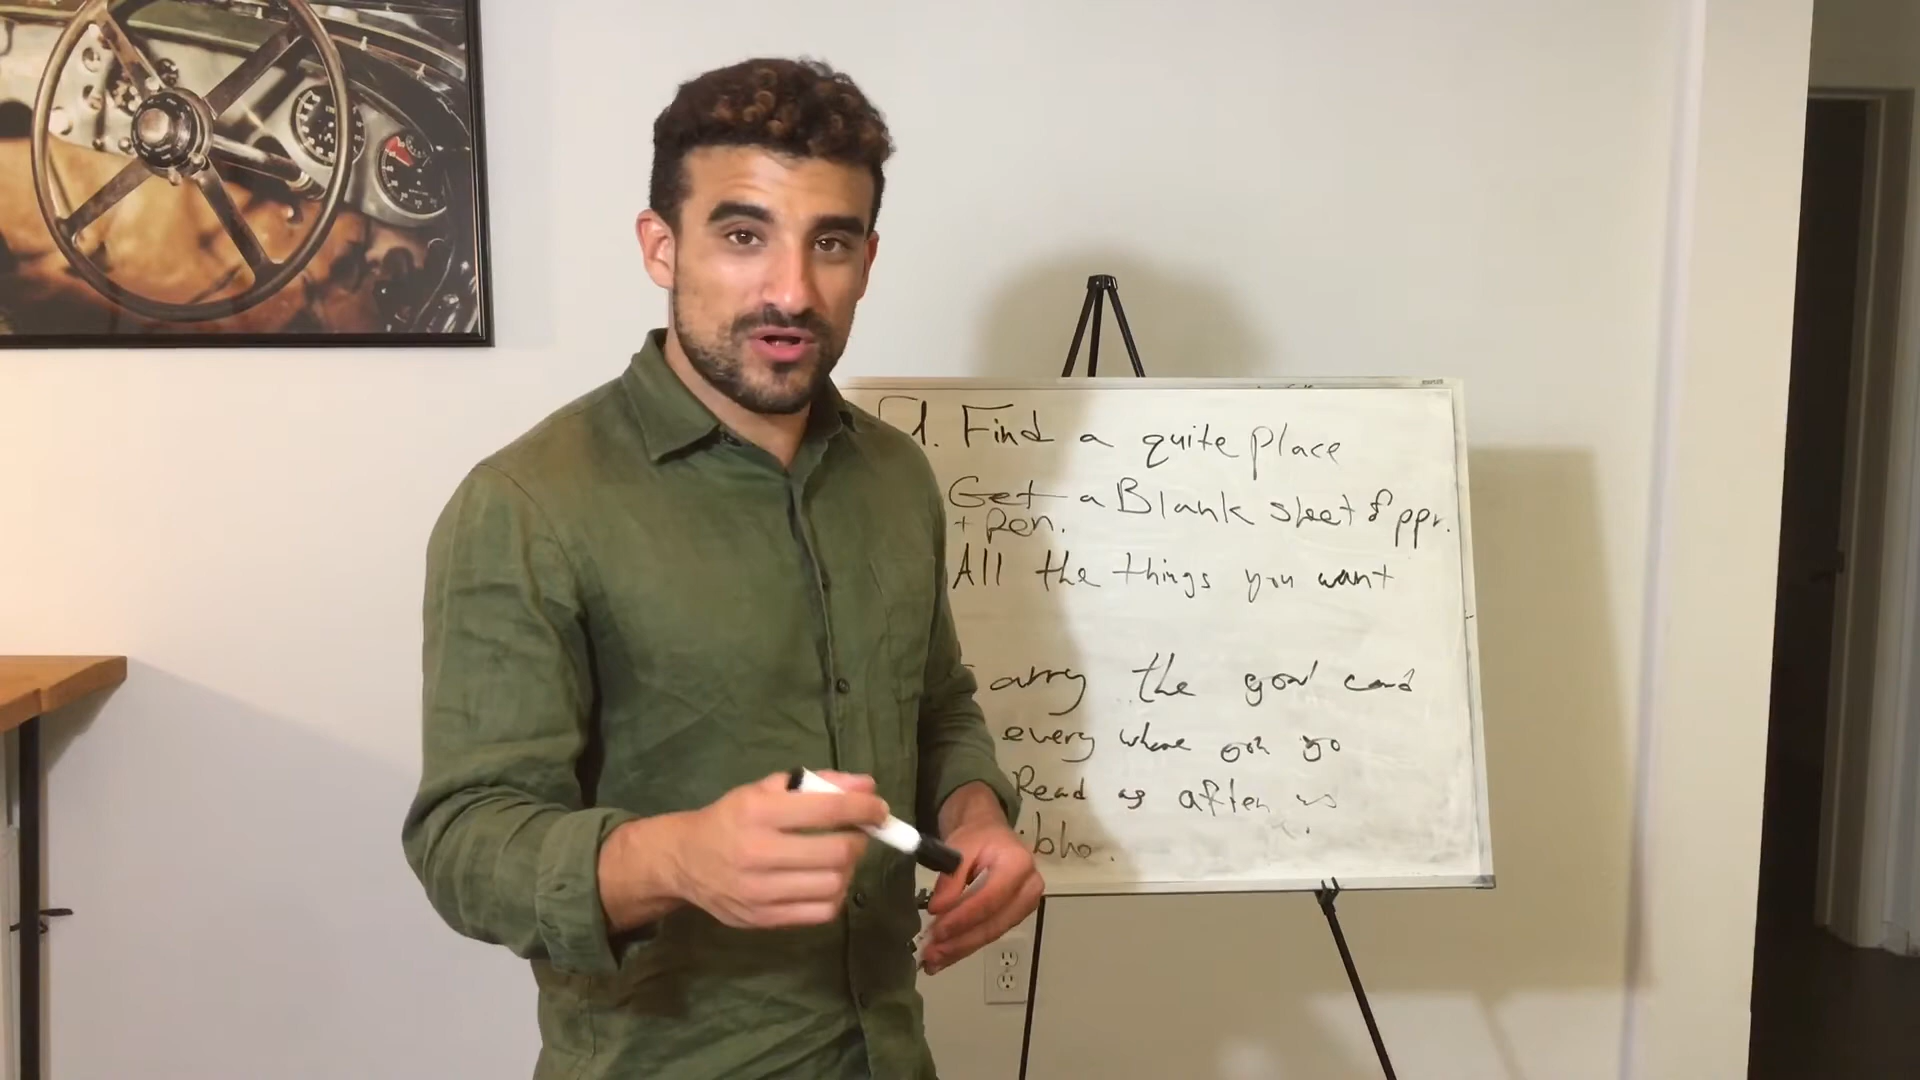 1. Find a quite place
Get a Blank sheet of ppr.
+ Pen.
All the things you want
arry the goal card
every where you go
Read as often as
ible.